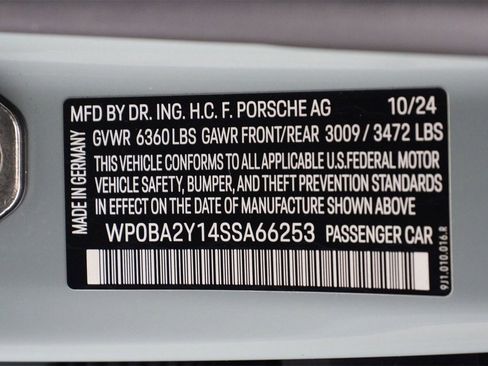 MFD BY DR. ING. H.C. F. PORSCHE AG 10/24
GVWR 6360 LBS GAWR FRONT/REAR 3009 / 3472 LBS
THIS VEHICLE CONFORMS TO ALL APPLICABLE U.S.FEDERAL MOTOR
VEHICLE SAFETY, BUMPER, AND THEFT PREVENTION STANDARDS
IN EFFECT ON THE DATE OF MANUFACTURE SHOWN ABOVE
WP0BA2Y14SSA66253 PASSENGER CAR
MADE IN GERMANY
9J1.010.016.R